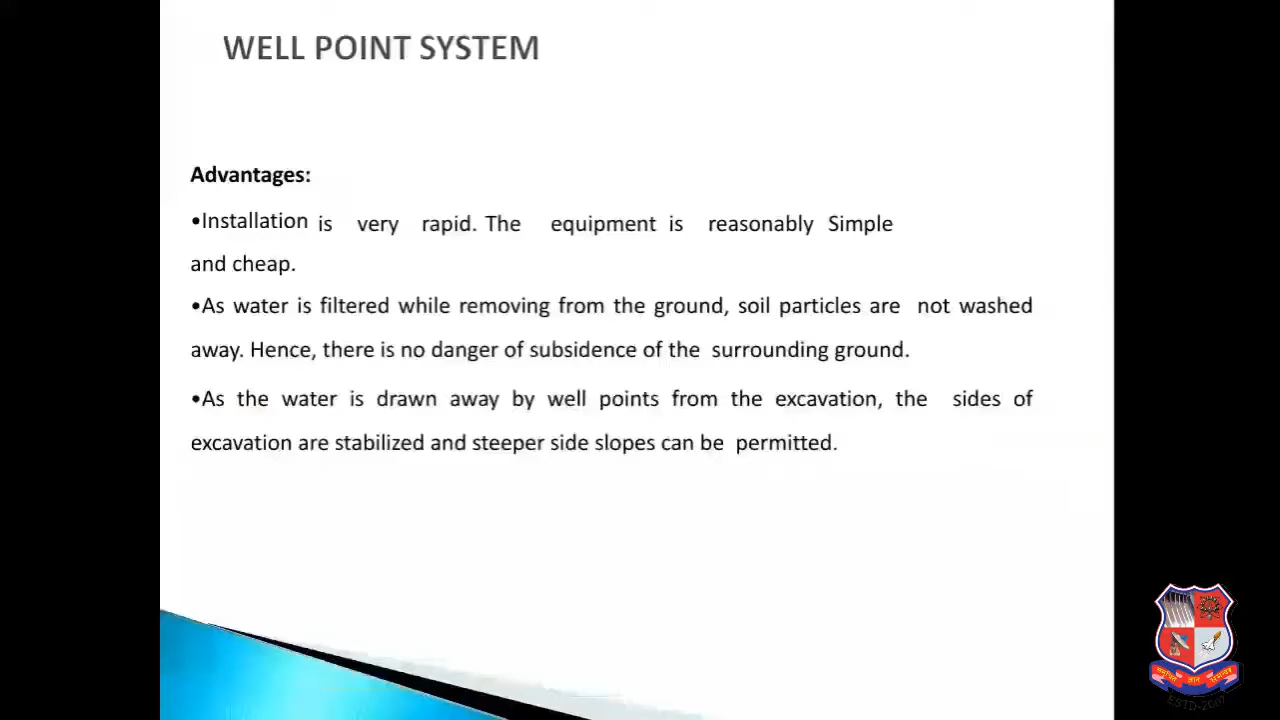 WELL POINT SYSTEM
Advantages:
•Installation is very rapid. The equipment is reasonably Simple
and cheap.
•As water is filtered while removing from the ground, soil particles are not washed
away. Hence, there is no danger of subsidence of the surrounding ground.
•As the water is drawn away by well points from the excavation, the sides of
excavation are stabilized and steeper side slopes can be permitted.
ESTD-2007